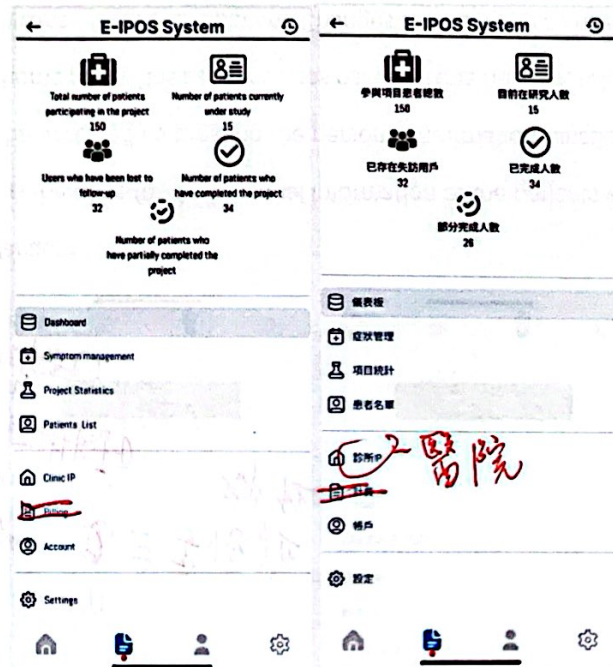 E-IPOS System
Total number of patients
participating in the project
150
Number of patients currently
under study
15
Users who have been lost to
follow-up
32
Number of patients who
have completed the project
34
Number of patients who
have partially completed the
project
Dashboard
Symptom management
Project Statistics
Patients List
Clinic IP
Billing
Account
Settings
E-IPOS System
參與項目患者總數
150
目前在研究人數
15
已存在失訪用戶
32
已完成人數
34
部分完成人數
26
儀表板
症狀管理
項目統計
患者名單
診所IP
醫院
計費
帳戶
設定